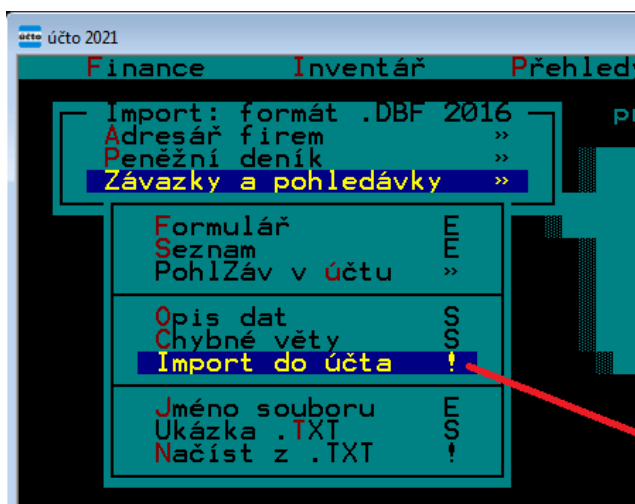 účto účto 2021
Finance Inventář Přehled
Import: formát .DBF 2016
Adresář firem »
Peněžní deník »
Závazky a pohledávky »
Formulář E
Seznam E
PohlZáv v účtu »
Opis dat S
Chybné věty S
Import do účta !
Jméno souboru E
Ukázka .TXT S
Načíst z .TXT !